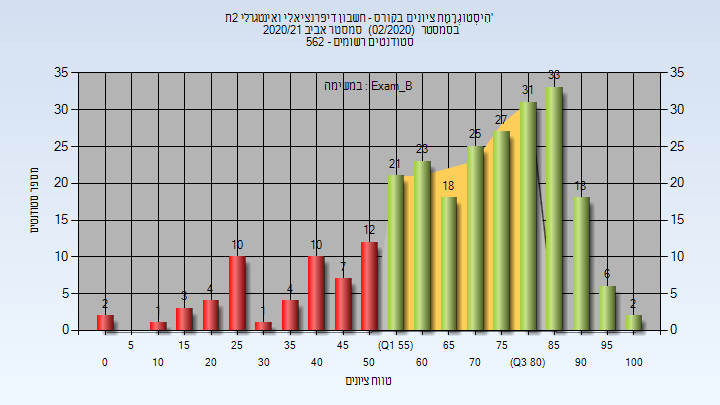 הִיסְטוֹגְרָמַת ציונים בקורס - חשבון דיפרנציאלי ואינטגרלי 2ת'
בסמסטר (02/2020) סמסטר אביב 2020/21
סטודנטים רשומים - 562
במשימה : Exam_B
מספר סטודנטים
35 30 25 20 15 10 5 0
2 1 3 4 10 1 4 10 7 12 21 23 18 25 27 31 33 18 6 2
35 30 25 20 15 10 5 0
5 15 25 35 45 (Q1 55) 65 75 85 95
0 10 20 30 40 50 60 70 (Q3 80) 90 100
טווח ציונים